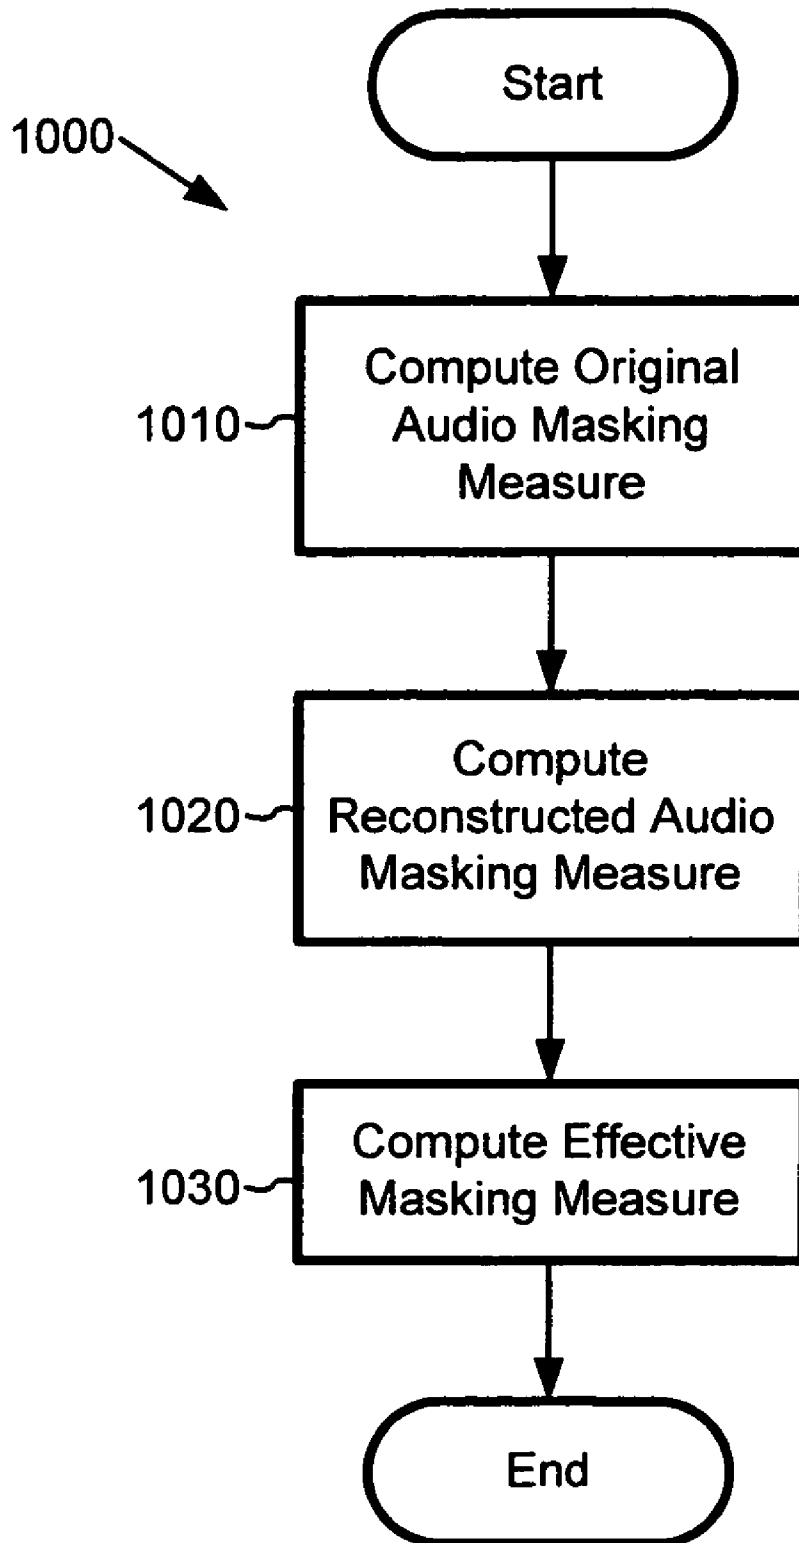 Start
1000
Compute Original
Audio Masking
Measure
1010
Compute
Reconstructed Audio
Masking Measure
1020
Compute Effective
Masking Measure
1030
End